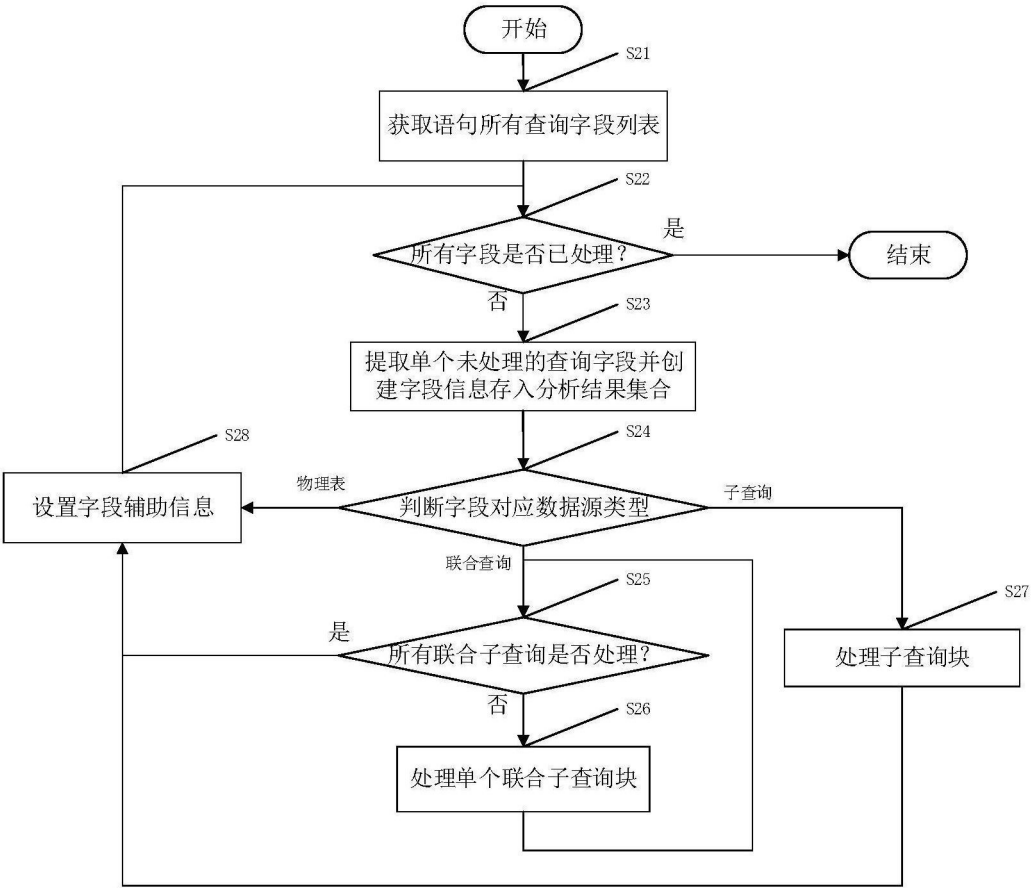 开始
S21
获取语句所有查询字段列表
S22
所有字段是否已处理？
是
结束
否
S23
提取单个未处理的查询字段并创
建字段信息存入分析结果集合
S24
S28
物理表
判断字段对应数据源类型
子查询
设置字段辅助信息
联合查询
S25
S27
是
所有联合子查询是否处理？
处理子查询块
否
S26
处理单个联合子查询块